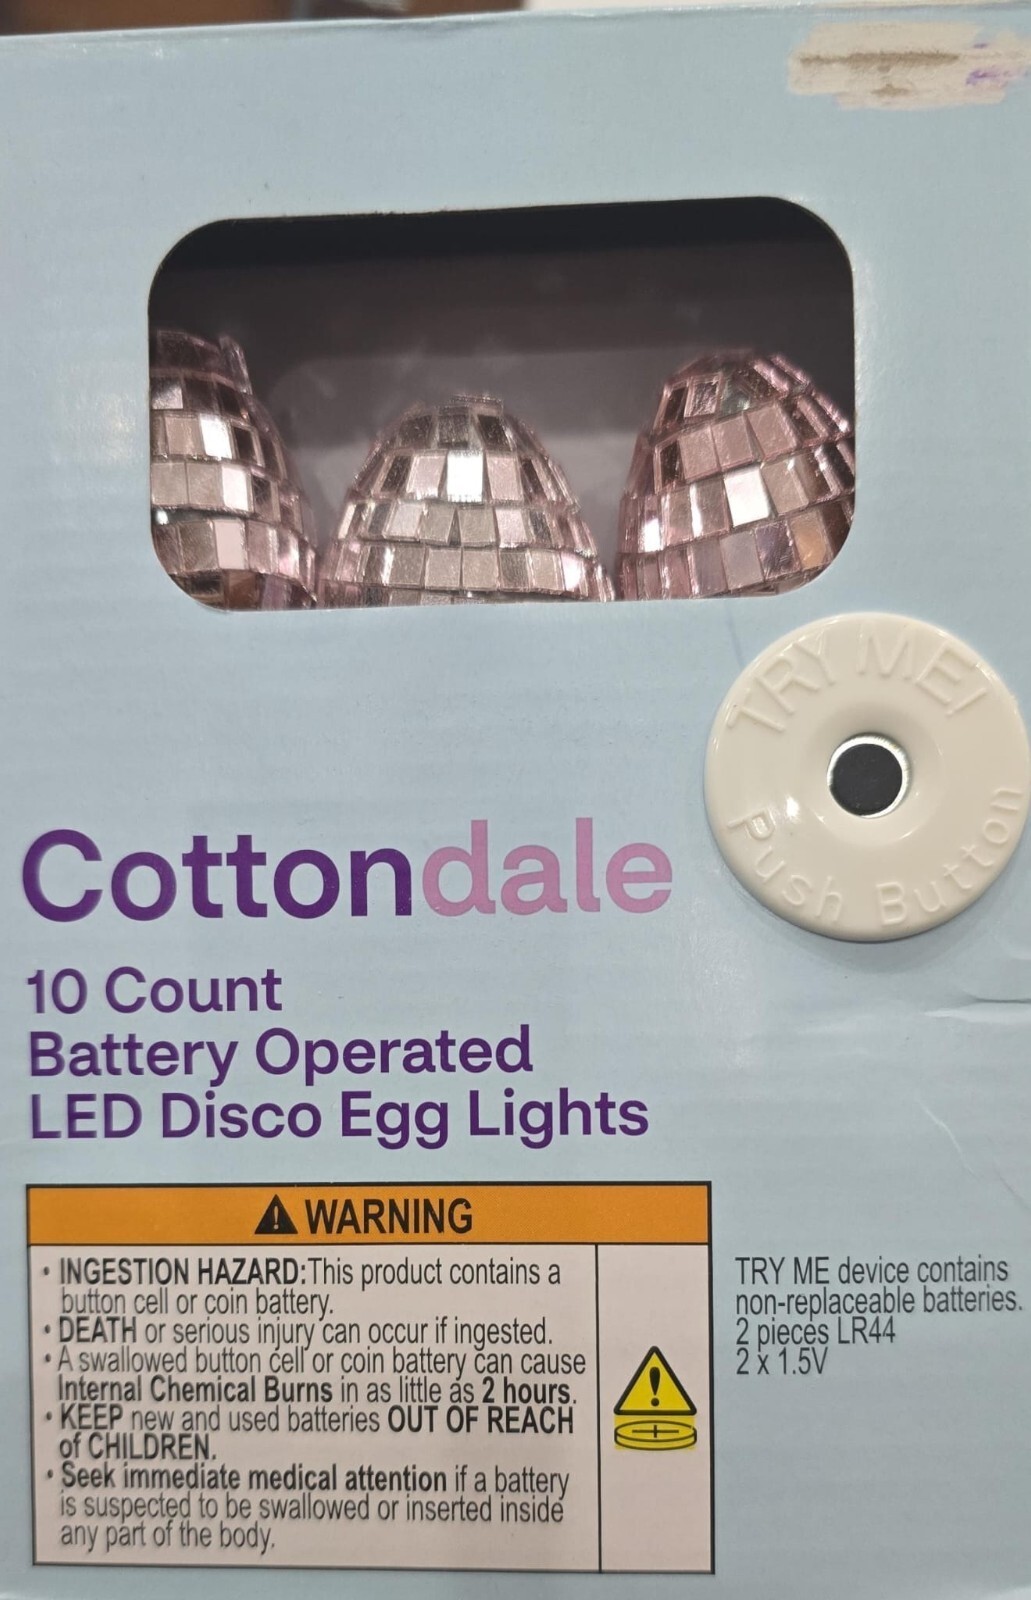 TRY ME!
Push Button
Cottondale
10 Count
Battery Operated
LED Disco Egg Lights
WARNING
• INGESTION HAZARD:This product contains a
button cell or coin battery.
• DEATH or serious injury can occur if ingested.
• A swallowed button cell or coin battery can cause
Internal Chemical Burns in as little as 2 hours.
• KEEP new and used batteries OUT OF REACH
of CHILDREN.
• Seek immediate medical attention if a battery
is suspected to be swallowed or inserted inside
any part of the body.
TRY ME device contains
non-replaceable batteries.
2 pieces LR44
2 x 1.5V